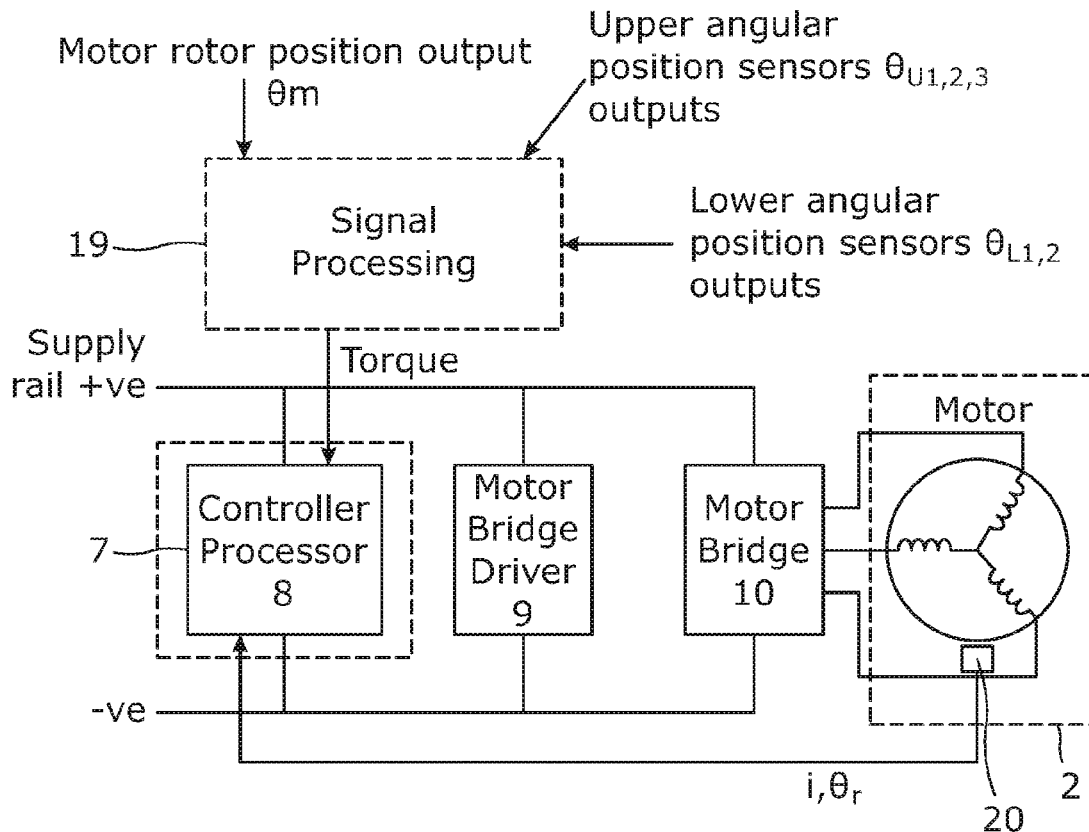 Motor rotor position output
θm
Upper angular
position sensors θU1,2,3
outputs
Signal
Processing
19
Lower angular
position sensors θL1,2
outputs
Supply
rail +ve
Torque
Motor
Controller
Processor
8
7
Motor
Bridge
Driver
9
Motor
Bridge
10
-ve
i,θr
20
2